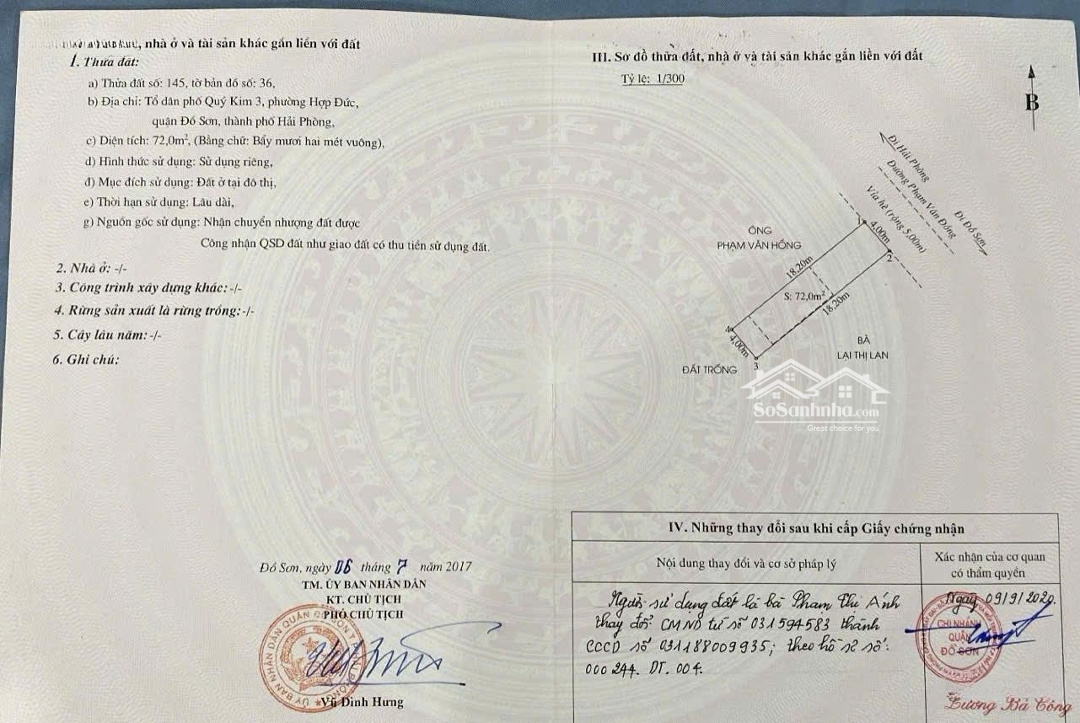 nhà ở và tài sản khác gắn liền với đất
1. Thửa đất:
a) Thửa đất số: 145, tờ bản đồ số: 36,
b) Địa chỉ: Tổ dân phố Quý Kim 3, phường Hợp Đức,
quận Đồ Sơn, thành phố Hải Phòng,
c) Diện tích: 72,0m², (Bằng chữ: Bẩy mươi hai mét vuông),
d) Hình thức sử dụng: Sử dụng riêng,
đ) Mục đích sử dụng: Đất ở tại đô thị,
e) Thời hạn sử dụng: Lâu dài,
g) Nguồn gốc sử dụng: Nhận chuyển nhượng đất được
Công nhận QSD đất như giao đất có thu tiền sử dụng đất.
2. Nhà ở: -/-
3. Công trình xây dựng khác: -/-
4. Rừng sản xuất là rừng trồng: -/-
5. Cây lâu năm: -/-
6. Ghi chú:
Đồ Sơn, ngày 06 tháng 7 năm 2017
TM. ỦY BAN NHÂN DÂN
KT. CHỦ TỊCH
PHÓ CHỦ TỊCH
Vũ Đình Hưng
III. Sơ đồ thửa đất, nhà ở và tài sản khác gắn liền với đất
Tỷ lệ: 1/300
B
Đi Hải Phòng
Đường Phạm Văn Đồng
Đi Đồ Sơn
Vỉa hè (rộng 5,00m)
1
4,00m
2
ÔNG
PHẠM VĂN HỒNG
18,20m
S: 72,0m²
18,20m
4
4,00m
3
BÀ
LẠI THỊ LAN
ĐẤT TRỐNG
SoSanhnha.com
Great choice for you
IV. Những thay đổi sau khi cấp Giấy chứng nhận
Nội dung thay đổi và cơ sở pháp lý
Xác nhận của cơ quan
có thẩm quyền
Người sử dụng đất là bà Phạm Thị Ánh
thay đổi CMND từ số 031594583 thành
CCCD số 031188009935; theo hồ sơ số:
000244. DT. 004.
Ngày 09/9/2020.
CHI NHÁNH
QUẬN
ĐỒ SƠN
Lương Bá Công